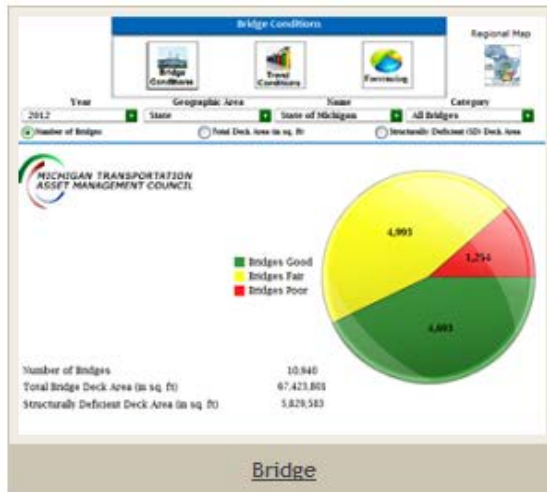 Bridge Conditions
Regional Map
Bridge Conditions
Trend Conditions
Forecasting
Year Geographic Area Name Category
2012 State State of Michigan All Bridges
Number of Bridges Total Deck Area in sq. ft Structurally Deficient (SD) Deck Area
MICHIGAN TRANSPORTATION
ASSET MANAGEMENT COUNCIL
4,993
1,254
Bridges Good
Bridges Fair
Bridges Poor
4,693
Number of Bridges 10,940
Total Bridge Deck Area (in sq. ft)
Structurally Deficient Deck Area (in sq. ft) 5,829,583
Bridge